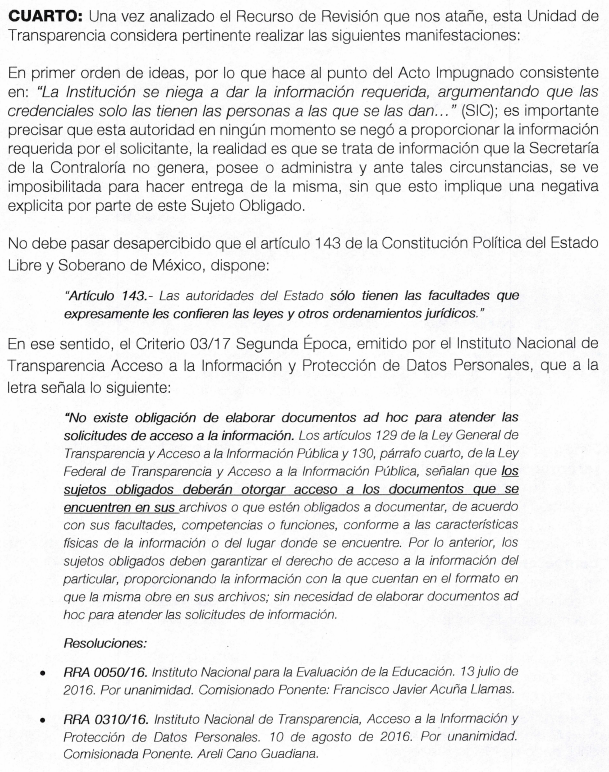 CUARTO: Una vez analizado el Recurso de Revisión que nos atañe, esta Unidad de
Transparencia considera pertinente realizar las siguientes manifestaciones:
En primer orden de ideas, por lo que hace al punto del Acto Impugnado consistente
en: “La Institución se niega a dar la información requerida, argumentando que las
credenciales solo las tienen las personas a las que se las dan…” (SIC); es importante
precisar que esta autoridad en ningún momento se negó a proporcionar la información
requerida por el solicitante, la realidad es que se trata de información que la Secretaría
de la Contraloría no genera, posee o administra y ante tales circunstancias, se ve
imposibilitada para hacer entrega de la misma, sin que esto implique una negativa
explicita por parte de este Sujeto Obligado.
No debe pasar desapercibido que el artículo 143 de la Constitución Política del Estado
Libre y Soberano de México, dispone:
“Artículo 143.- Las autoridades del Estado sólo tienen las facultades que
expresamente les confieren las leyes y otros ordenamientos jurídicos.”
En ese sentido, el Criterio 03/17 Segunda Época, emitido por el Instituto Nacional de
Transparencia Acceso a la Información y Protección de Datos Personales, que a la
letra señala lo siguiente:
“No existe obligación de elaborar documentos ad hoc para atender las
solicitudes de acceso a la información. Los artículos 129 de la Ley General de
Transparencia y Acceso a la Información Pública y 130, párrafo cuarto, de la Ley
Federal de Transparencia y Acceso a la Información Pública, señalan que los
sujetos obligados deberán otorgar acceso a los documentos que se
encuentren en sus archivos o que estén obligados a documentar, de acuerdo
con sus facultades, competencias o funciones, conforme a las características
físicas de la información o del lugar donde se encuentre. Por lo anterior, los
sujetos obligados deben garantizar el derecho de acceso a la información del
particular, proporcionando la información con la que cuentan en el formato en
que la misma obre en sus archivos; sin necesidad de elaborar documentos ad
hoc para atender las solicitudes de información.
Resoluciones:
• RRA 0050/16. Instituto Nacional para la Evaluación de la Educación. 13 julio de
2016. Por unanimidad. Comisionado Ponente: Francisco Javier Acuña Llamas.
• RRA 0310/16. Instituto Nacional de Transparencia, Acceso a la Información y
Protección de Datos Personales. 10 de agosto de 2016. Por unanimidad.
Comisionada Ponente. Areli Cano Guadiana.